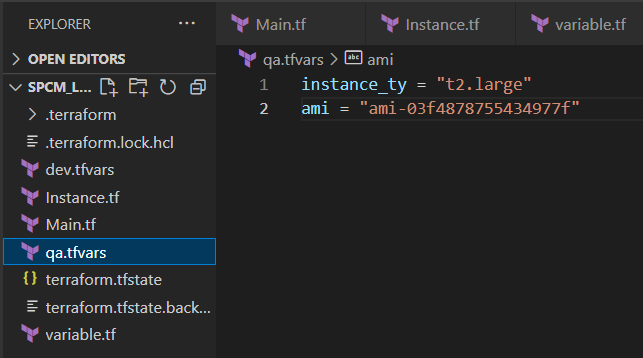 EXPLORER
Main.tf
Instance.tf
variable.tf
OPEN EDITORS
SPCM_L...
.terraform
.terraform.lock.hcl
dev.tfvars
Instance.tf
Main.tf
qa.tfvars
terraform.tfstate
terraform.tfstate.back...
variable.tf
qa.tfvars > abc ami
1 instance_ty = "t2.large"
2 ami = "ami-03f4878755434977f"